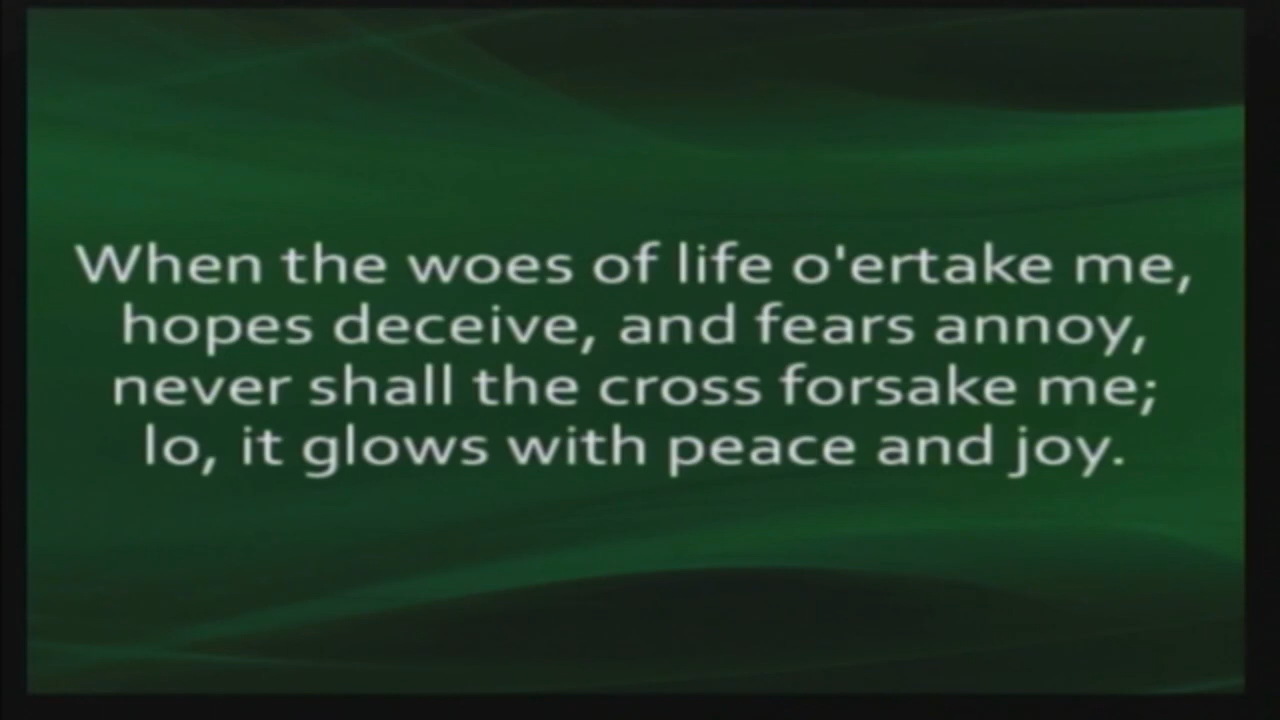 When the woes of life o'ertake me,
hopes deceive, and fears annoy,
never shall the cross forsake me;
lo, it glows with peace and joy.